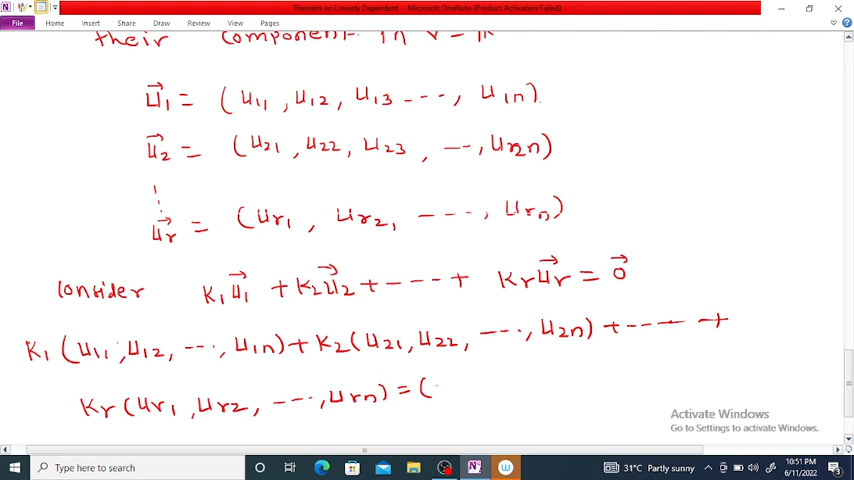 Theorem on Linearly Dependent - Microsoft OneNote (Product Activation Failed)
File Home Insert Share Draw History Review View Pages
their component in V = ℝ
u⃗1 = (u11, u12, u13 ----, u1n).
u⃗2 = (u21, u22, u23, ---, u2n)
u⃗r = (ur1, ur2, ----, urn)
consider K1u⃗1 + K2u⃗2 + ---- + Kru⃗r = 0⃗
K1(u11, u12, ---, u1n) + K2(u21, u22, ---, u2n) + ---- +
Kr(ur1, ur2, ----, urn) = (
Activate Windows
Go to Settings to activate Windows.
Type here to search
31°C Partly sunny
10:51 PM
6/11/2022